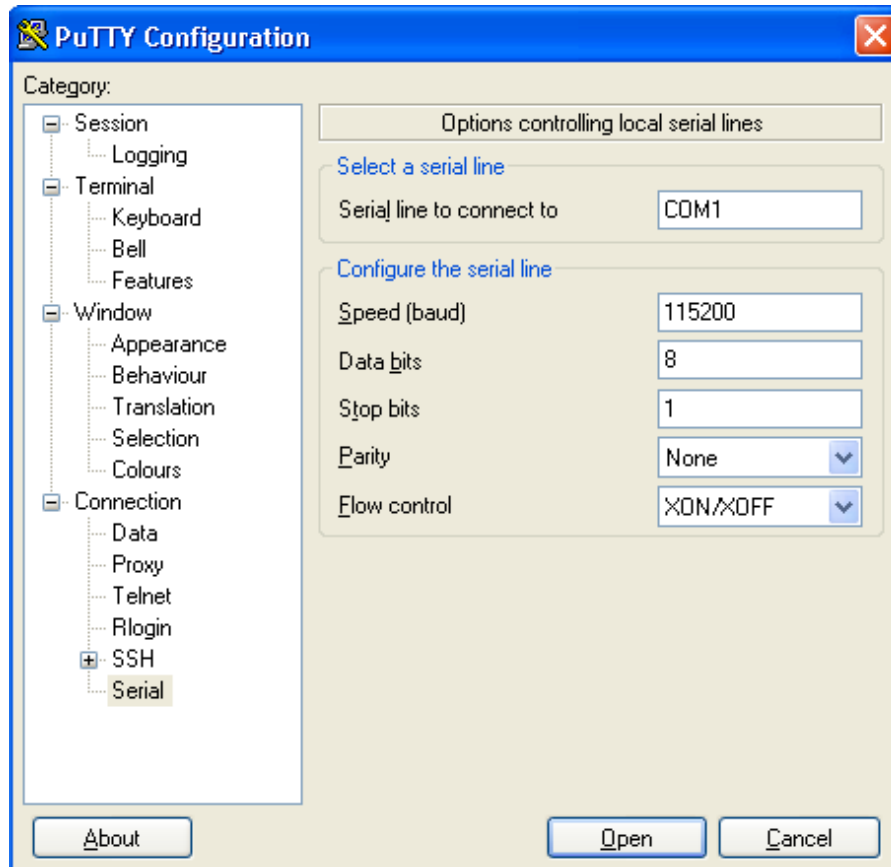 PuTTY Configuration
Category:
Session
Logging
Terminal
Keyboard
Bell
Features
Window
Appearance
Behaviour
Translation
Selection
Colours
Connection
Data
Proxy
Telnet
Rlogin
SSH
Serial
Options controlling local serial lines
Select a serial line
Serial line to connect to COM1
Configure the serial line
Speed (baud) 115200
Data bits 8
Stop bits 1
Parity None
Flow control XON/XOFF
About Open Cancel